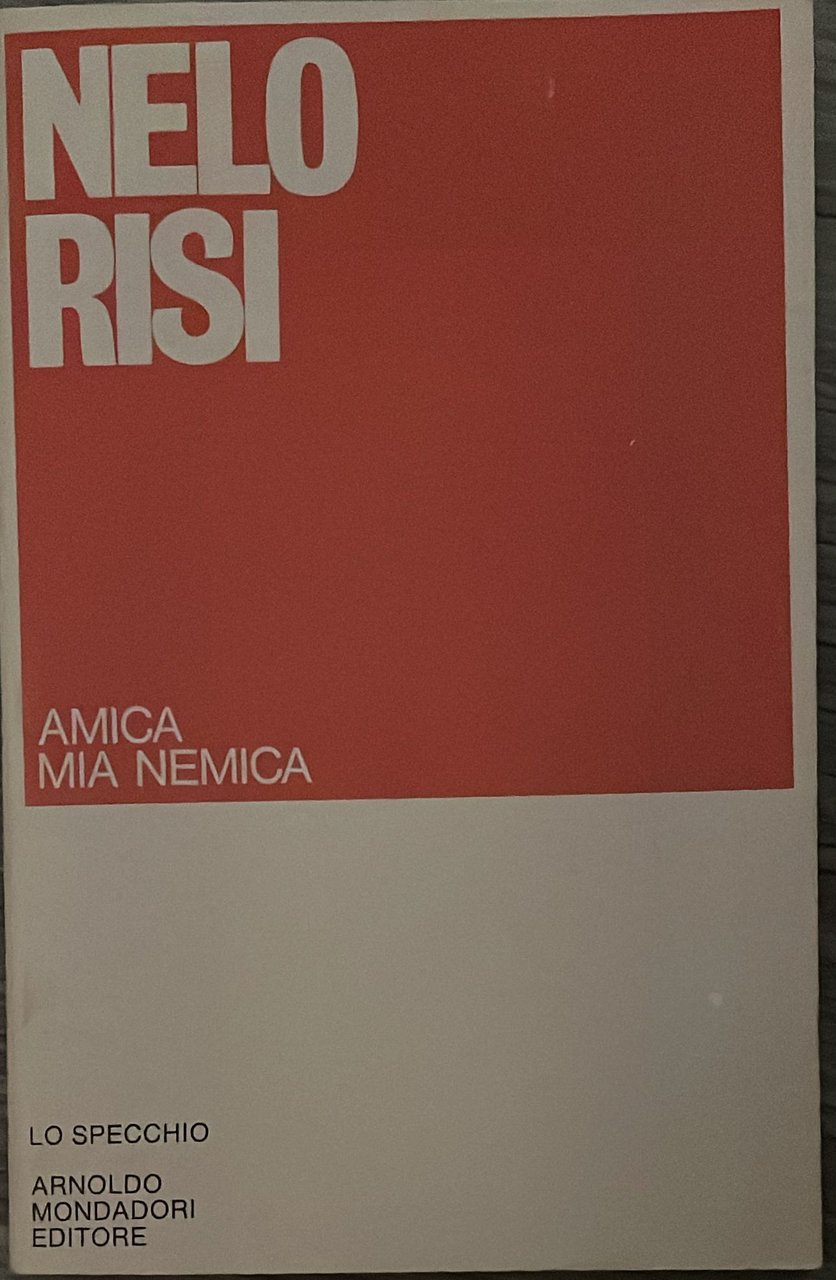 NELO
RISI
AMICA
MIA NEMICA
LO SPECCHIO
ARNOLDO
MONDADORI
EDITORE